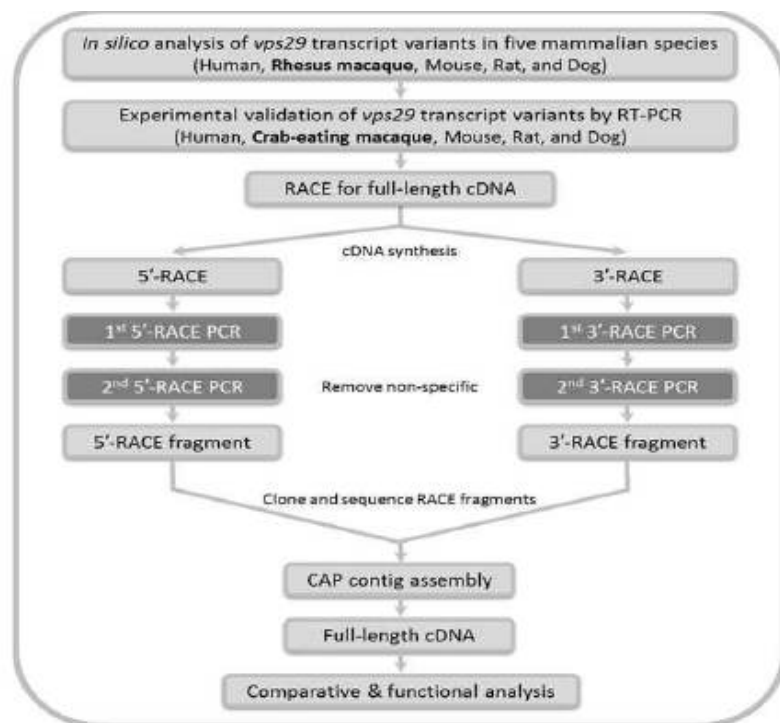 In silico analysis of vps29 transcript variants in five mammalian species
(Human, Rhesus macaque, Mouse, Rat, and Dog)
Experimental validation of vps29 transcript variants by RT-PCR
(Human, Crab-eating macaque, Mouse, Rat, and Dog)
RACE for full-length cDNA
cDNA synthesis
5′-RACE
3′-RACE
1st 5′-RACE PCR
1st 3′-RACE PCR
2nd 5′-RACE PCR
Remove non-specific
2nd 3′-RACE PCR
5′-RACE fragment
3′-RACE fragment
Clone and sequence RACE fragments
CAP contig assembly
Full-length cDNA
Comparative & functional analysis